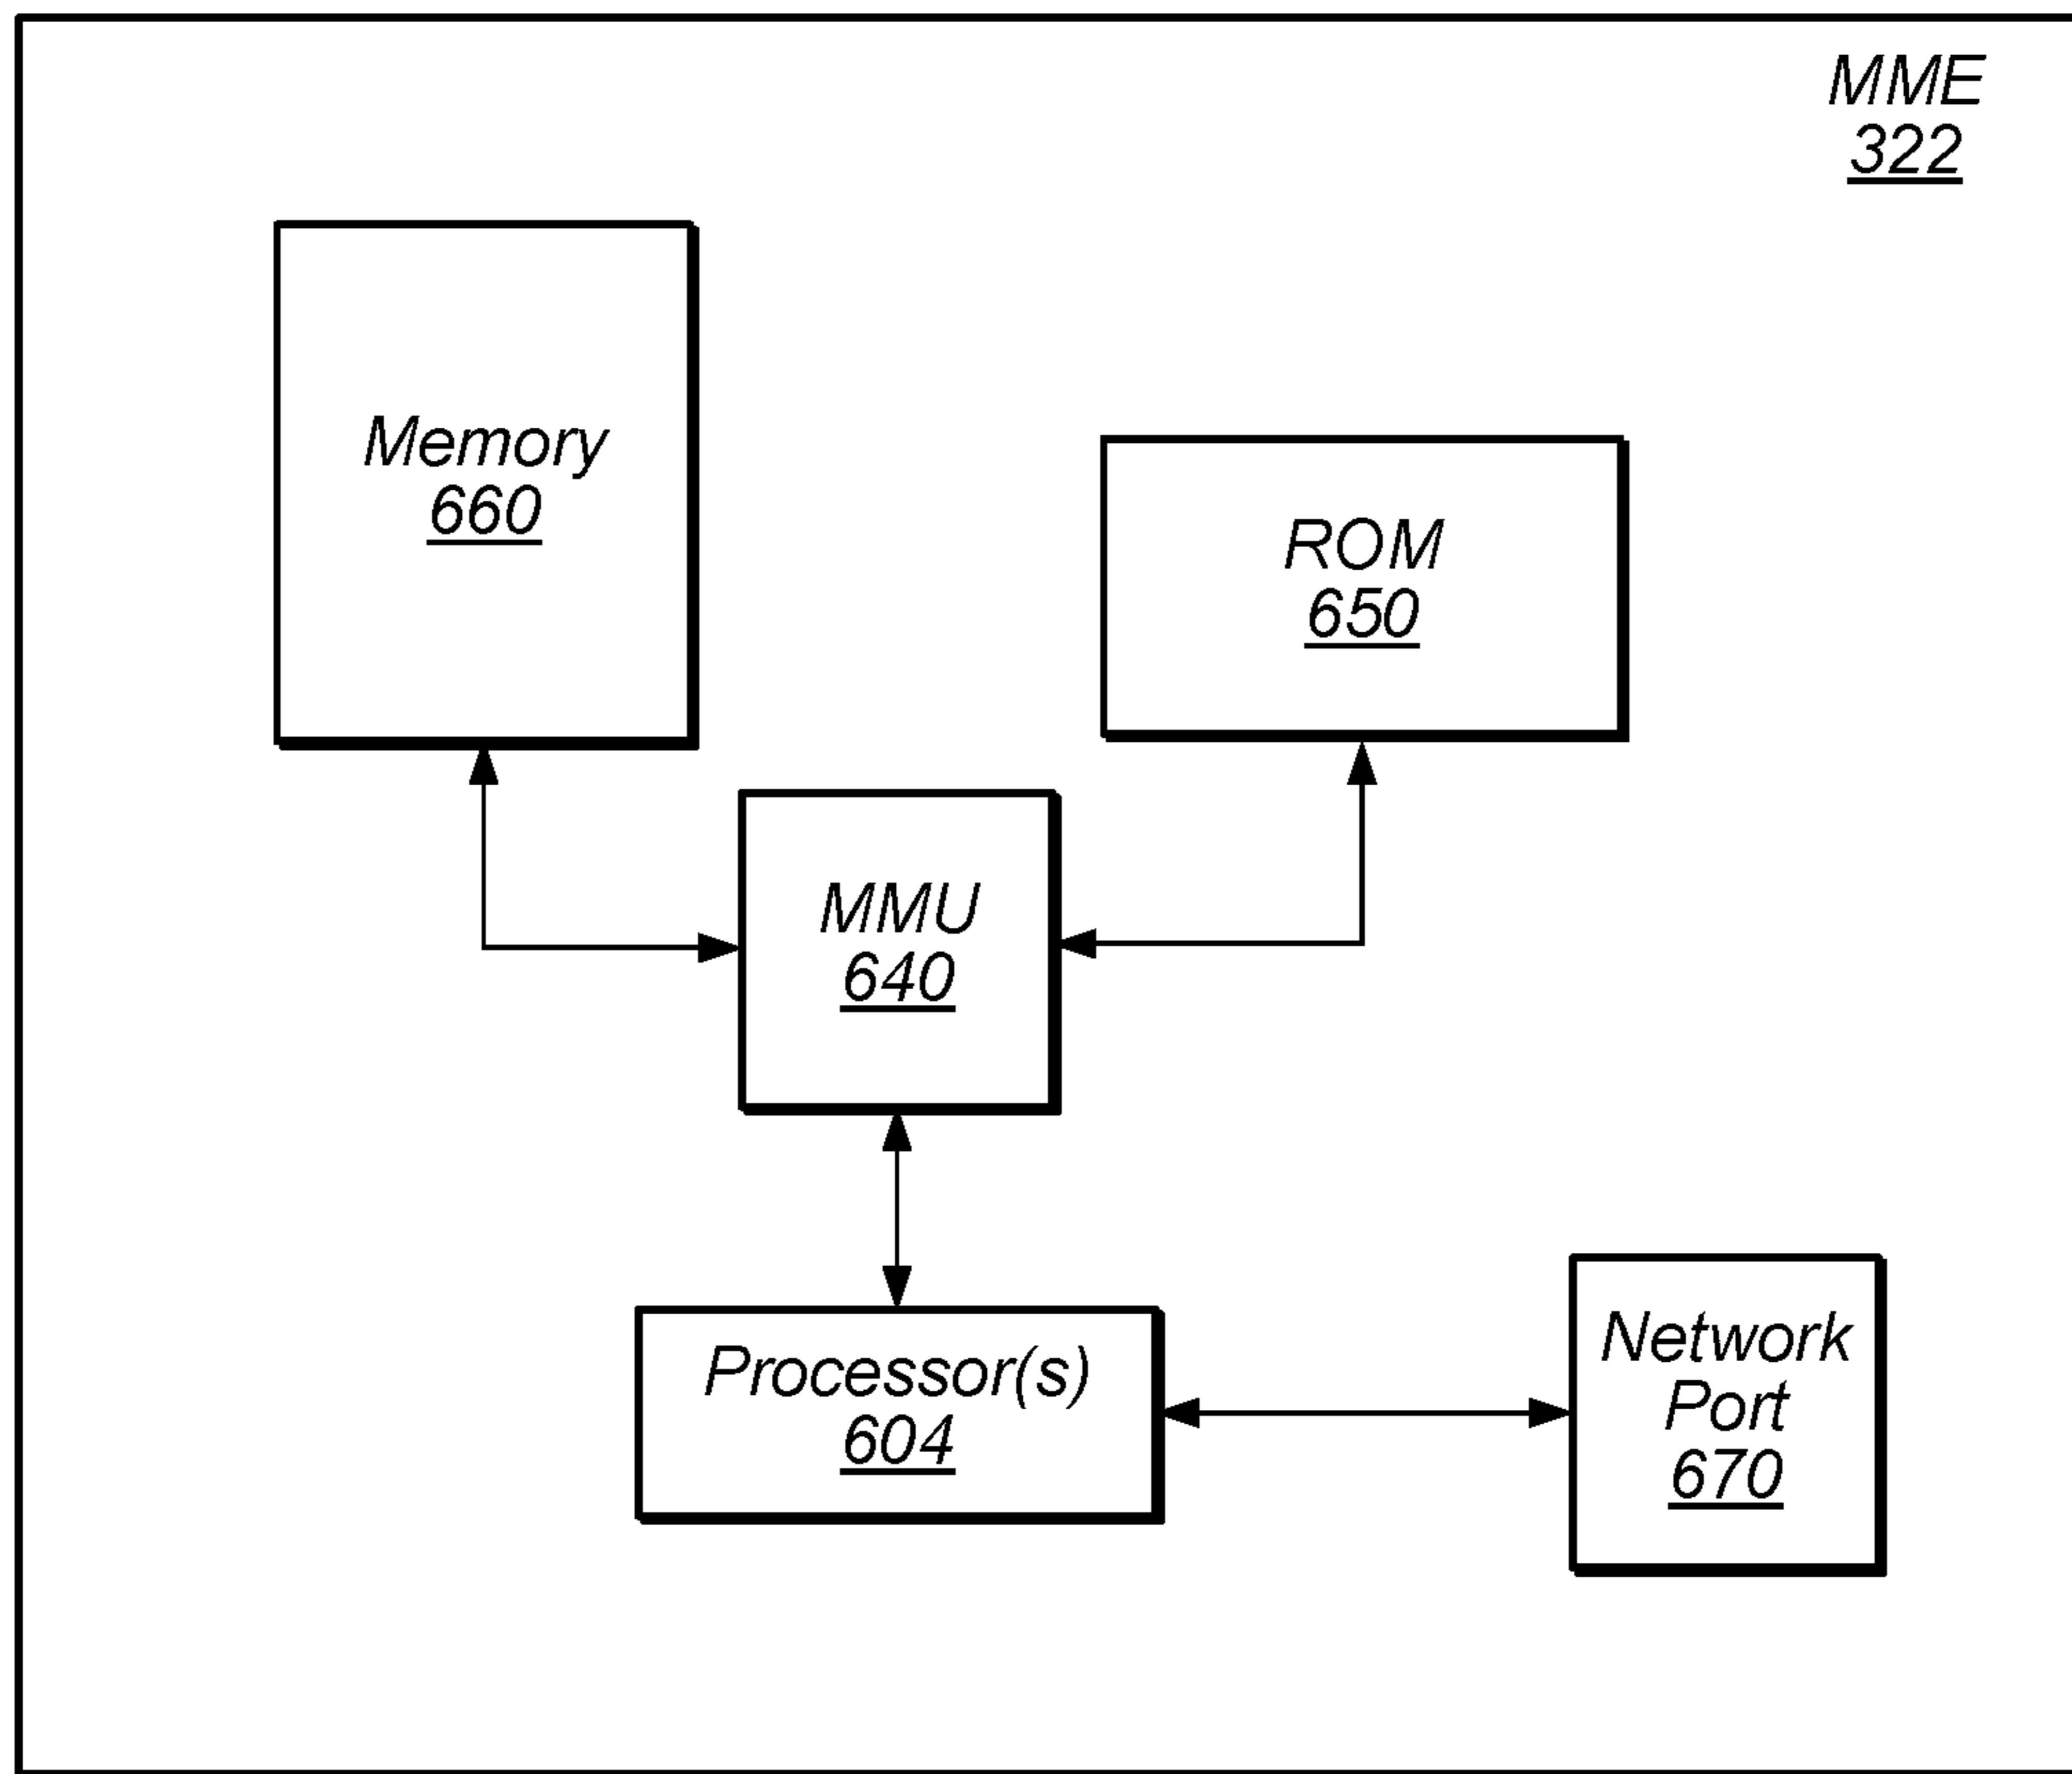 MME
322
Memory
660
ROM
650
MMU
640
Processor(s)
604
Network
Port
670